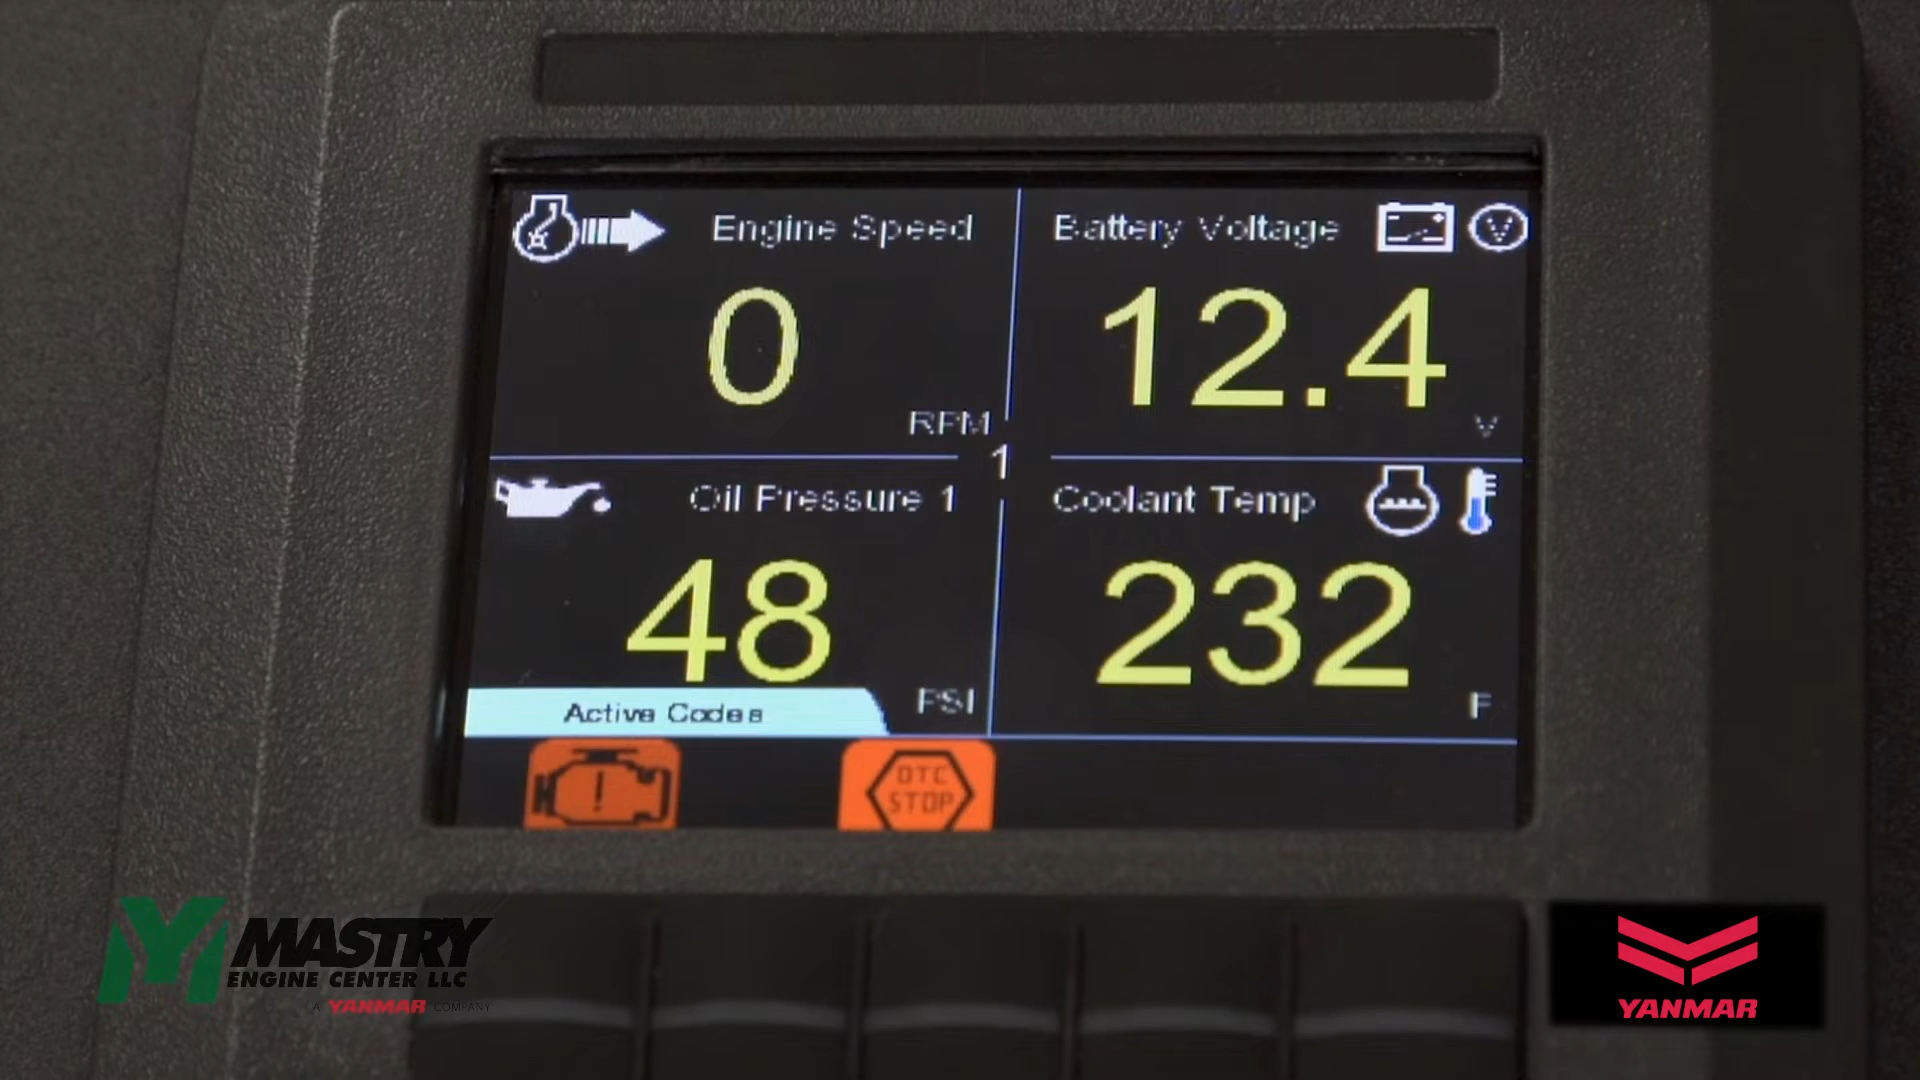 Engine Speed
0
RPM
Battery Voltage
12.4
V
1
Oil Pressure 1
48
PSI
Coolant Temp
232
F
Active Codes
!
DTC
STOP
MASTRY
ENGINE CENTER LLC
A YANMAR COMPANY
YANMAR